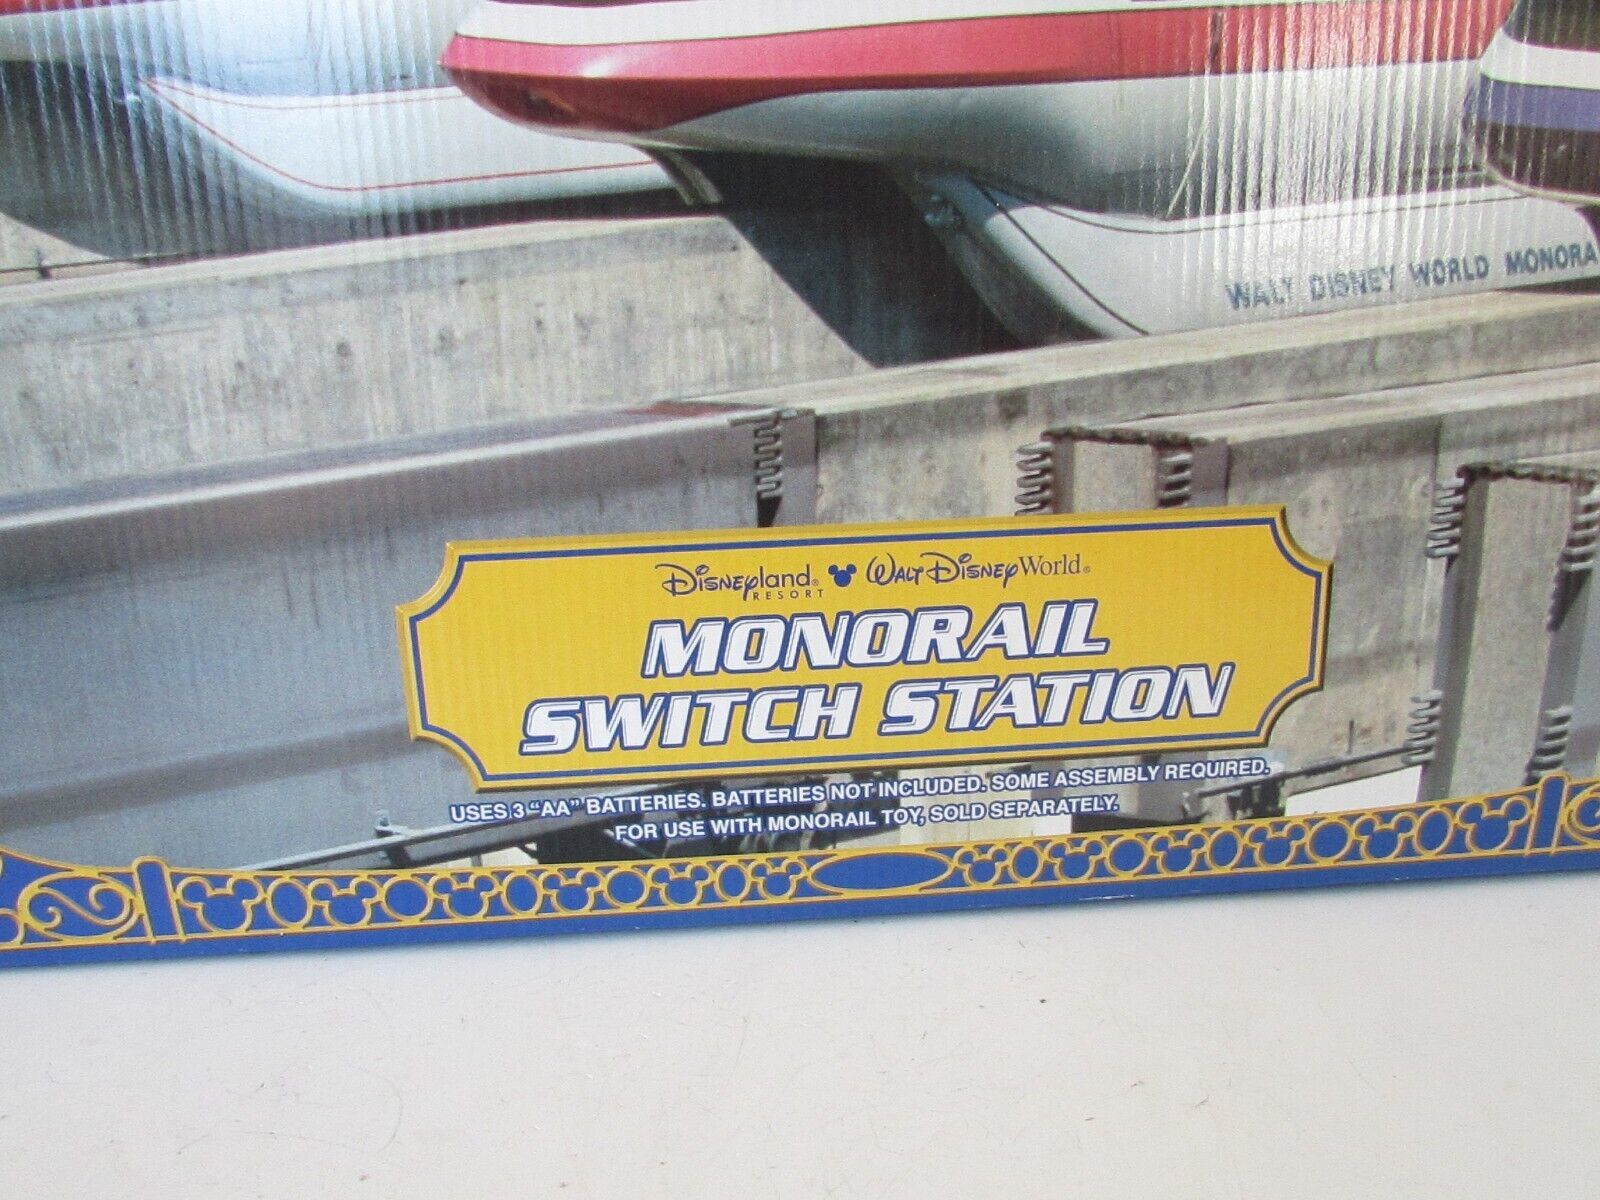 WALT DISNEY WORLD MONORA
Disneyland® Walt Disney World®
RESORT
MONORAIL
SWITCH STATION
USES 3 “AA” BATTERIES. BATTERIES NOT INCLUDED. SOME ASSEMBLY REQUIRED.
FOR USE WITH MONORAIL TOY, SOLD SEPARATELY.